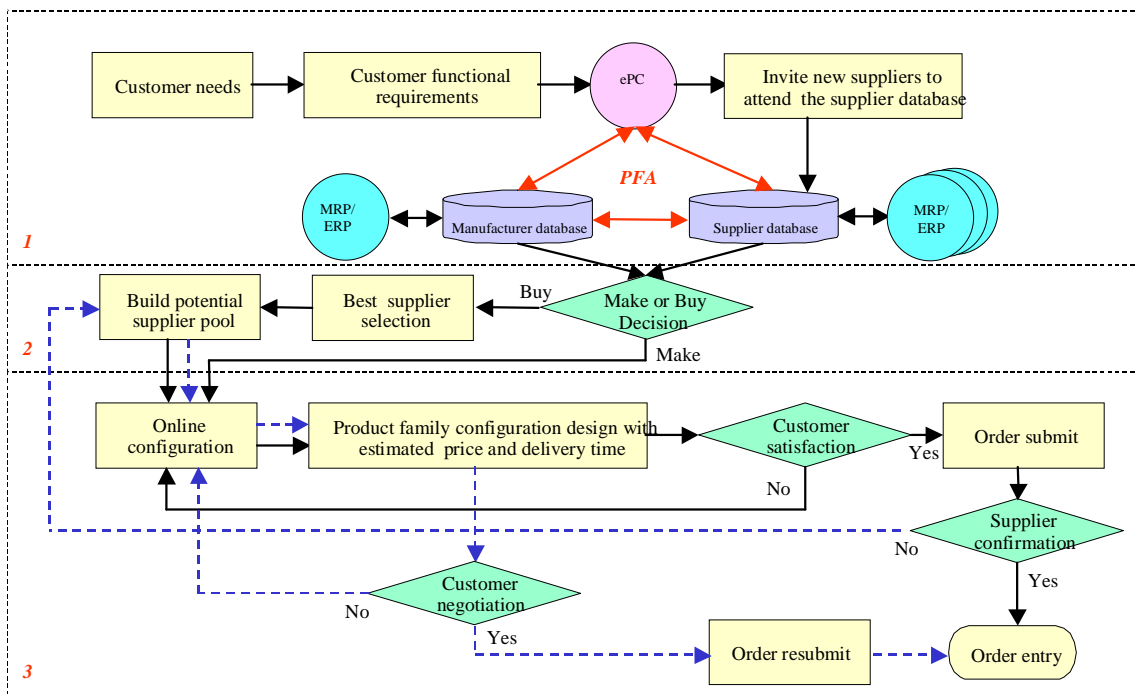 Customer needs
Customer functional
requirements
ePC
Invite new suppliers to
attend the supplier database
PFA
MRP/
ERP
Manufacturer database
Supplier database
MRP/
ERP
1
Build potential
supplier pool
Best supplier
selection
Buy
Make or Buy
Decision
Make
2
Online
configuration
Product family configuration design with
estimated price and delivery time
Customer
satisfaction
Yes
Order submit
No
Supplier
confirmation
No
Yes
Customer
negotiation
No
Yes
Order resubmit
Order entry
3